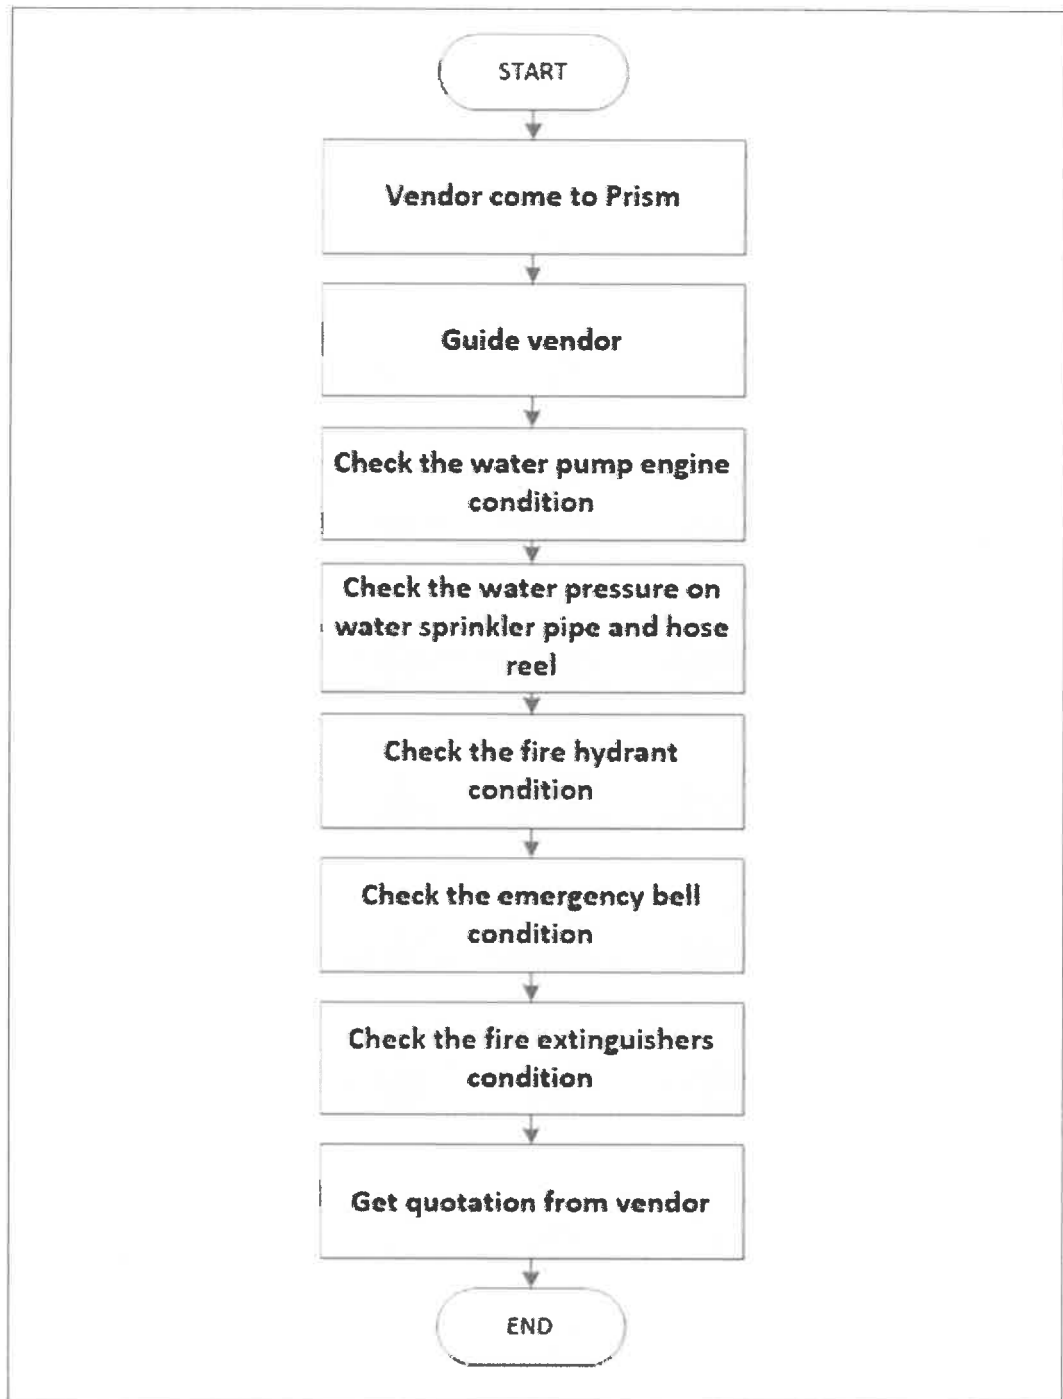 START
Vendor come to Prism
Guide vendor
Check the water pump engine
condition
Check the water pressure on
water sprinkler pipe and hose
reel
Check the fire hydrant
condition
Check the emergency bell
condition
Check the fire extinguishers
condition
Get quotation from vendor
END